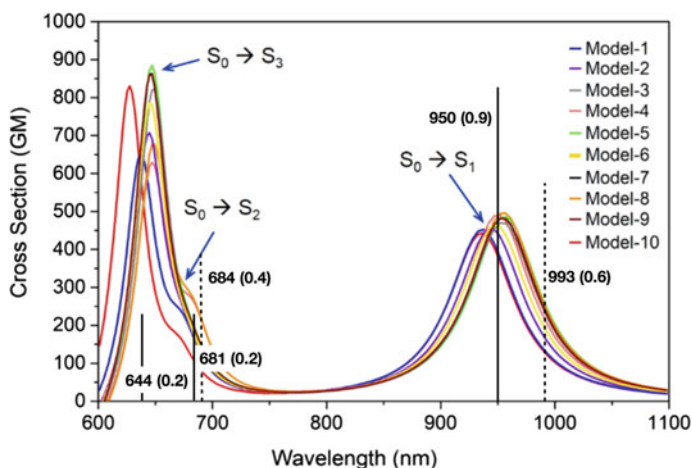 1000
900
800
700
600
500
400
300
200
100
0
Cross Section (GM)
S₀ → S₃
S₀ → S₂
684 (0.4)
681 (0.2)
644 (0.2)
950 (0.9)
S₀ → S₁
993 (0.6)
Model-1
Model-2
Model-3
Model-4
Model-5
Model-6
Model-7
Model-8
Model-9
Model-10
600 700 800 900 1000 1100
Wavelength (nm)